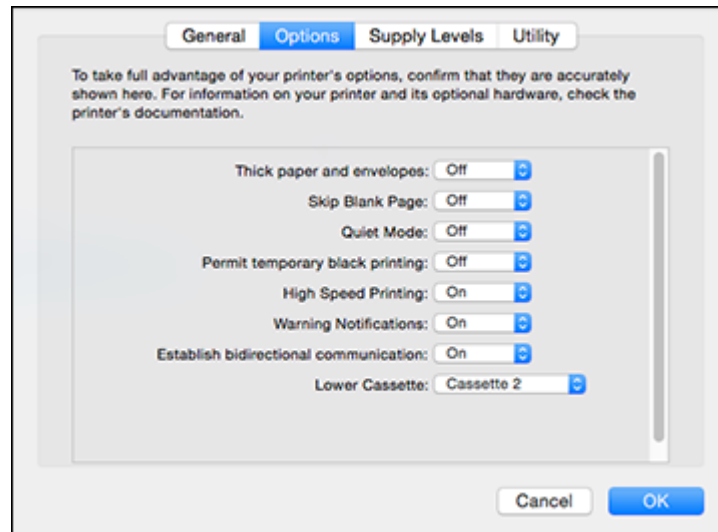 General Options Supply Levels Utility
To take full advantage of your printer's options, confirm that they are accurately
shown here. For information on your printer and its optional hardware, check the
printer's documentation.
Thick paper and envelopes: Off
Skip Blank Page: Off
Quiet Mode: Off
Permit temporary black printing: Off
High Speed Printing: On
Warning Notifications: On
Establish bidirectional communication: On
Lower Cassette: Cassette 2
Cancel OK